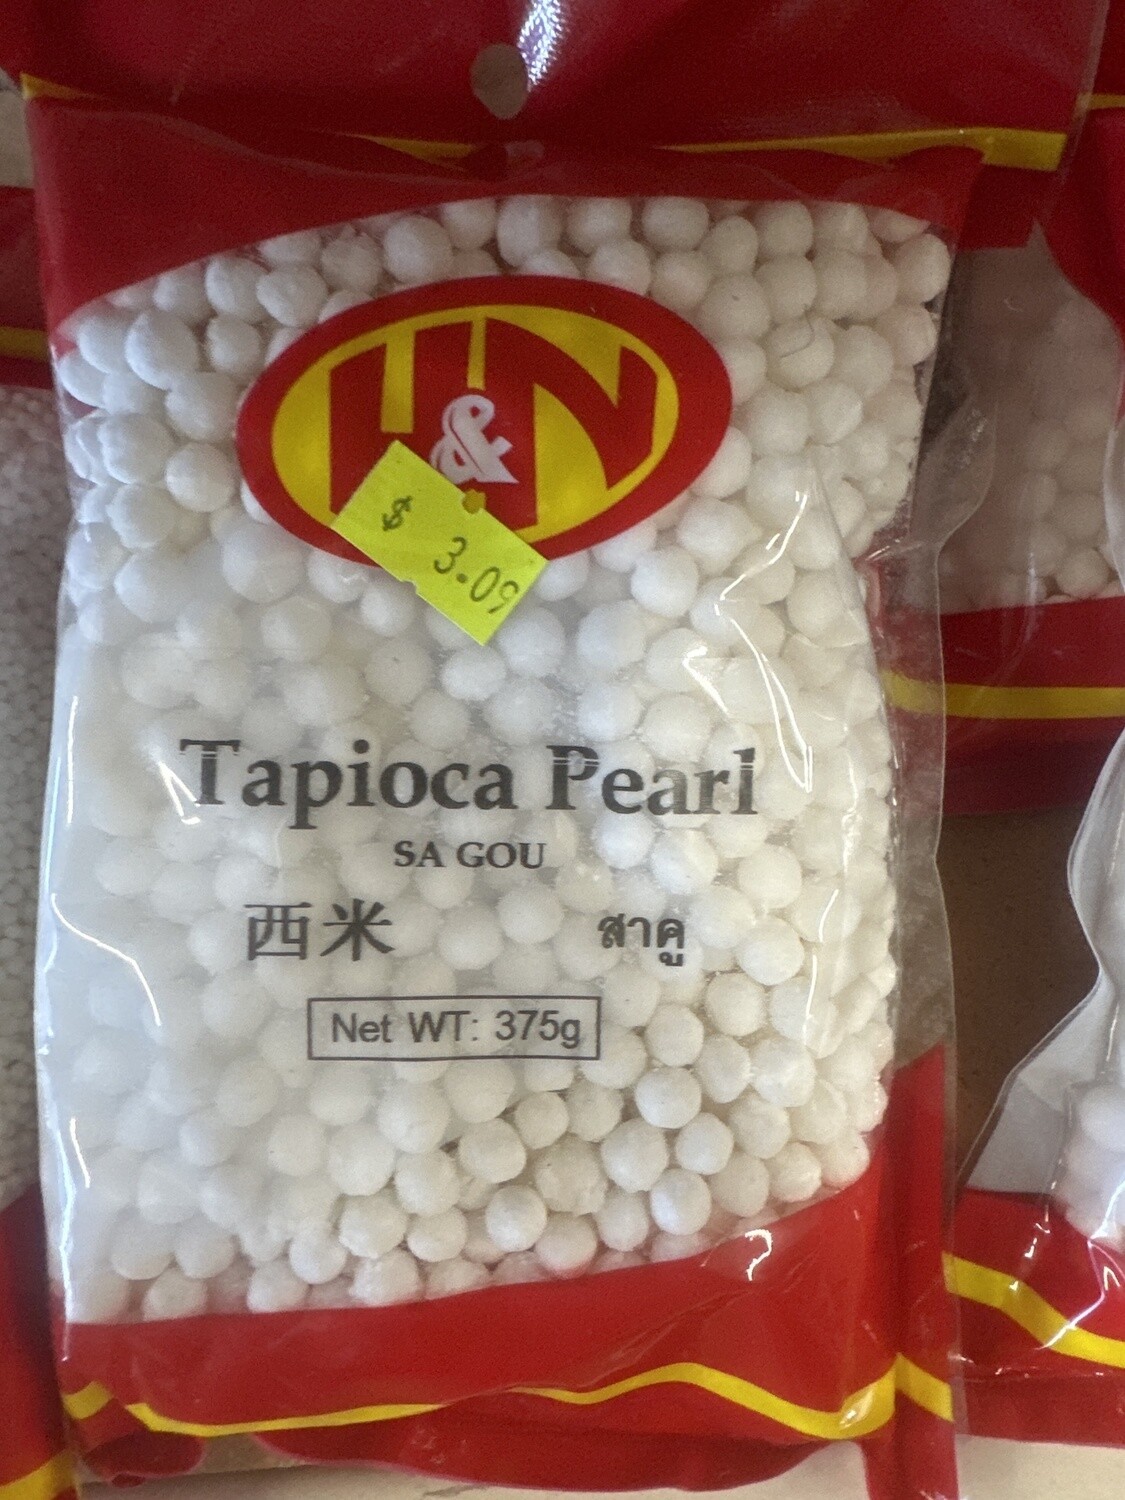 H&N
$ 3.09
Tapioca Pearl
SA GOU
西米 สาคู
Net WT: 375g